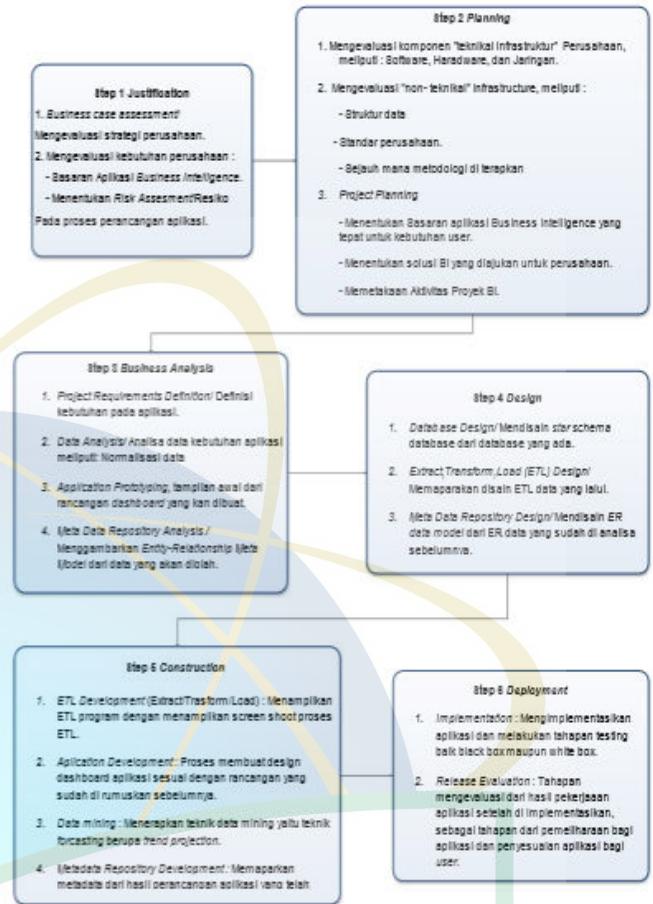 Step 1 Justification
1. Business case assessment/
Mengevaluasi strategi perusahaan.
2. Mengevaluasi kebutuhan perusahaan :
- Sasaran Aplikasi Business Intelligence.
- Menentukan Risk Assesment/Resiko
Pada proses perancangan aplikasi.
Step 2 Planning
1. Mengevaluasi komponen "teknikal infrastuktur" Perusahaan,
meliputi : Software, Haradware, dan Jaringan.
2. Mengevaluasi "non- teknikal" infrastructure, meliputi :
- Struktur data
- Standar perusahaan.
- Sejauh mana metodologi di terapkan
3. Project Planning
- Menentukan Sasaran aplikasi Business Intelligence yang
tepat untuk kebutuhan user.
- Menentukan solusi BI yang diajukan untuk perusahaan.
- Memetakaan Aktivitas Proyek BI.
Step 3 Business Analysis
1. Project Requirements Definition/ Definisi
kebutuhan pada aplikasi.
2. Data Analysis/ Analisa data kebutuhan aplikasi
meliputi: Normalisasi data
3. Application Prototyping, tampilan awal dari
rancangan dashboard yang kan dibuat.
4. Meta Data Repository Analysis /
Menggambarkan Entity-Relationship Meta
Model dari data yang akan diolah.
Step 4 Design
1. Database Design/ Mendisain star schema
database dari database yang ada.
2. Extract,Transform,Load (ETL) Design/
Memaparakan disain ETL data yang lalul.
3. Meta Data Repository Design/ Mendisain ER
data model dari ER data yang sudah di analisa
sebelumnya.
Step 5 Construction
1. ETL Development (Extract/Trasform/Load) : Menampilkan
ETL program dengan menampilkan screen shoot proses
ETL.
2. Aplication Development : Proses membuat design
dashboard aplikasi sesuai dengan rancangan yang
sudah di rumuskan sebelumnya.
3. Data mining : Menerapkan teknik data mining yaitu teknik
forcasting berupa trend projection.
4. Metadata Repository Development : Memaparkan
metadata dari hasil perancangan aplikasi yang telah
Step 6 Deployment
1. Implementation : Mengimplementasikan
aplikasi dan melakukan tahapan testing
baik black box maupun white box.
2. Release Evaluation : Tahapan
mengevaluasi dari hasil pekerjaaan
aplikasi setelah di implementasikan,
sebagai tahapan dari pemeliharaan bagi
aplikasi dan penyesuaian aplikasi bagi
user.